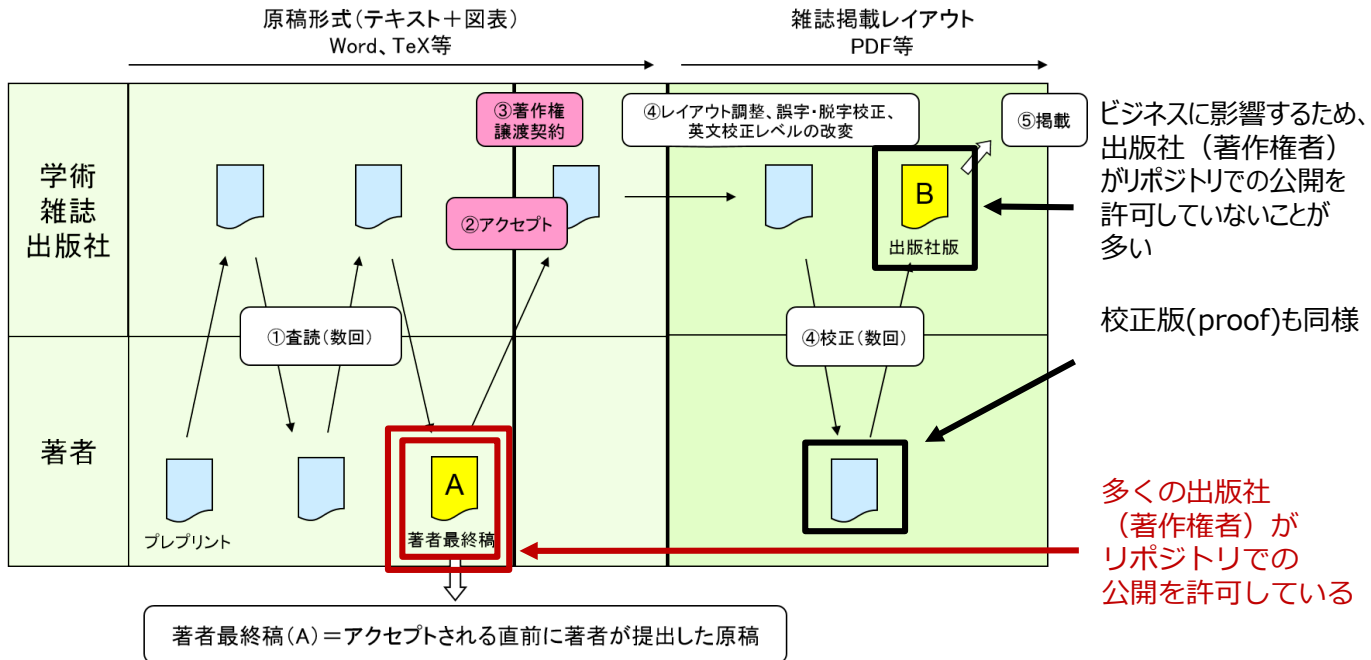 原稿形式(テキスト+図表)
Word、TeX等
雑誌掲載レイアウト
PDF等
学術
雑誌
出版社
③著作権
譲渡契約
②アクセプト
④レイアウト調整、誤字・脱字校正、
英文校正レベルの改変
⑤掲載
B
出版社版
①査読(数回)
④校正(数回)
著者
プレプリント
A
著者最終稿
著者最終稿(A)=アクセプトされる直前に著者が提出した原稿
ビジネスに影響するため、
出版社(著作権者)
がリポジトリでの公開を
許可していないことが
多い
校正版(proof)も同様
多くの出版社
(著作権者)が
リポジトリでの
公開を許可している